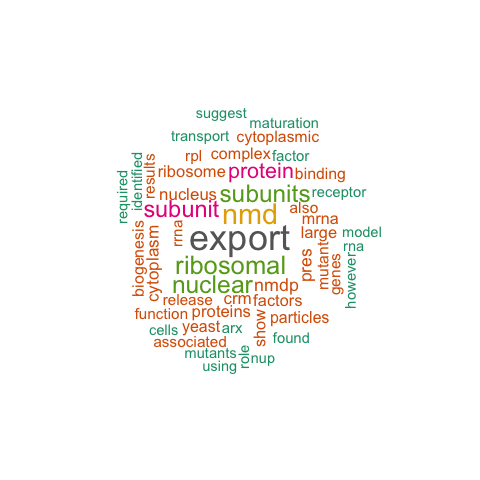 suggest
maturation
transport cytoplasmic
rpl complex factor
ribosome protein binding
required identified results nucleus subunits receptor
subunit nmd also
mrna
rrna export large model
biogenesis cytoplasm ribosomal pres mutant rna
nuclear nmdp genes however
release crm factors
function proteins particles
cells yeast arx show found
associated
mutants role nup
using